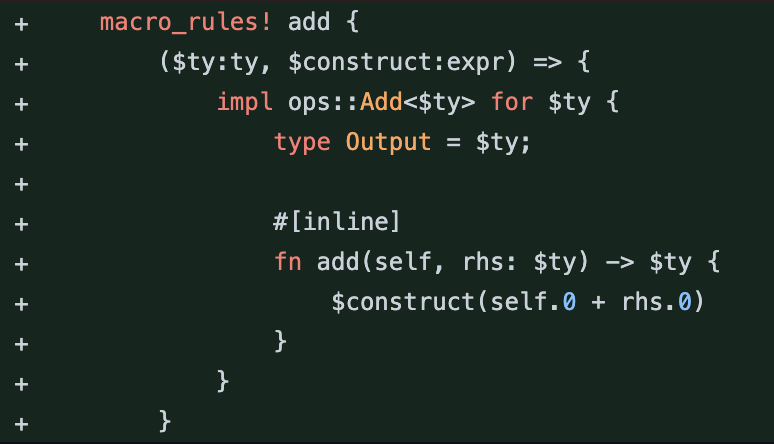 +     macro_rules! add {
+         ($ty:ty, $construct:expr) => {
+             impl ops::Add<$ty> for $ty {
+                 type Output = $ty;
+
+                 #[inline]
+                 fn add(self, rhs: $ty) -> $ty {
+                     $construct(self.0 + rhs.0)
+                 }
+             }
+         }